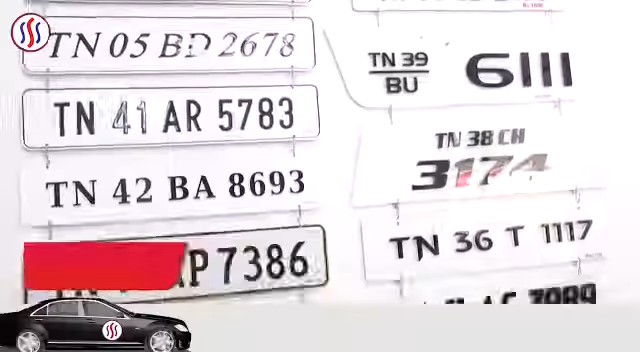 TN 05 BD 2678
TN 41 AR 5783
TN 42 BA 8693
P 7386
TN 39
BU
6111
TN 38 CH
3174
TN 36 T 1117